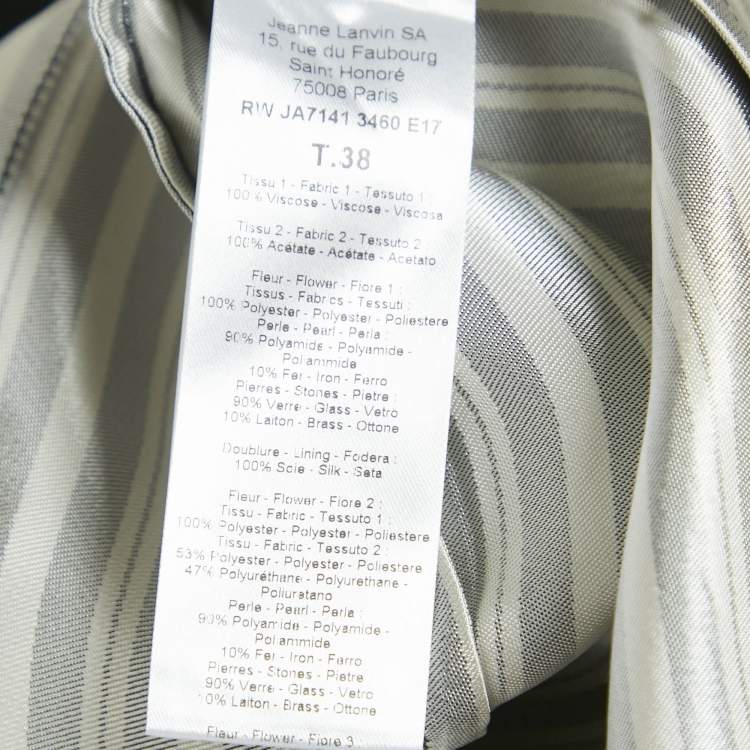 Jeanne Lanvin SA
15, rue du Faubourg
Saint Honoré
75008 Paris
RW JA7141 3460 E17
T.38
Tissu 1 - Fabric 1 - Tessuto 1 :
100% Viscose - Viscose - Viscosa
Tissu 2 - Fabric 2 - Tessuto 2
100% Acétate - Acétate - Acetato
Fleur - Flower - Fiore 1 :
Tissus - Fabrics - Tessuti :
100% Polyester - Polyester - Poliestere
Perle - Pearl - Perla :
90% Polyamide - Polyamide -
Poliammide
10% Fer - Iron - Ferro
Pierres - Stones - Pietre :
90% Verre - Glass - Vetro
10% Laiton - Brass - Ottone
Doublure - Lining - Fodera :
100% Soie - Silk - Seta
Fleur - Flower - Fiore 2 :
Tissu - Fabric - Tessuto 1 :
100% Polyester - Polyester - Poliestere
Tissu - Fabric - Tessuto 2 :
53% Polyester - Polyester - Poliestere
47% Polyuréthane - Polyurethane -
Poliuretano
Perle - Pearl - Perla :
90% Polyamide - Polyamide -
Poliammide
10% Fer - Iron - Ferro
Pierres - Stones - Pietre
90% Verre - Glass - Vetro
10% Laiton - Brass - Ottone
Fleur - Flower - Fiore 3 :